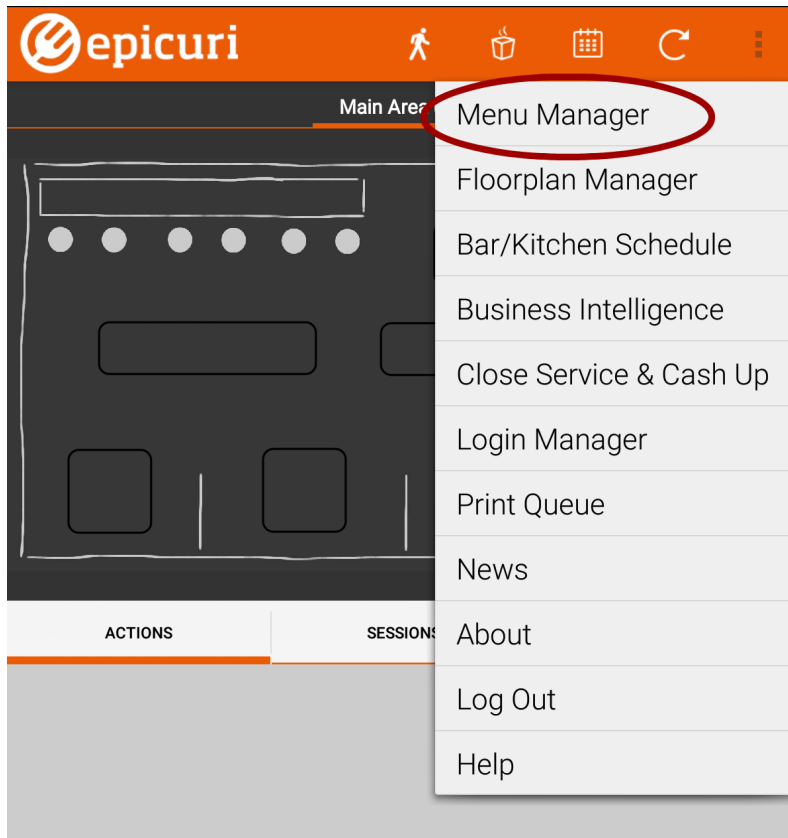 epicuri
Main Area
Menu Manager
Floorplan Manager
Bar/Kitchen Schedule
Business Intelligence
Close Service & Cash Up
Login Manager
Print Queue
News
About
Log Out
Help
ACTIONS
SESSIONS